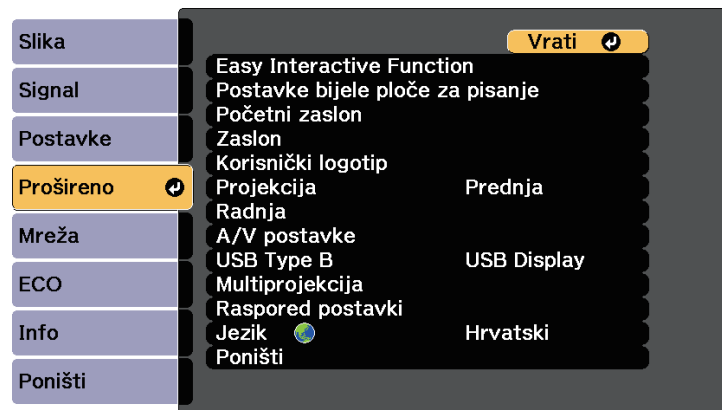 Slika
Signal
Postavke
Prošireno
Mreža
ECO
Info
Poništi
Vrati
Easy Interactive Function
Postavke bijele ploče za pisanje
Početni zaslon
Zaslon
Korisnički logotip
Projekcija Prednja
Radnja
A/V postavke
USB Type B USB Display
Multiprojekcija
Raspored postavki
Jezik Hrvatski
Poništi